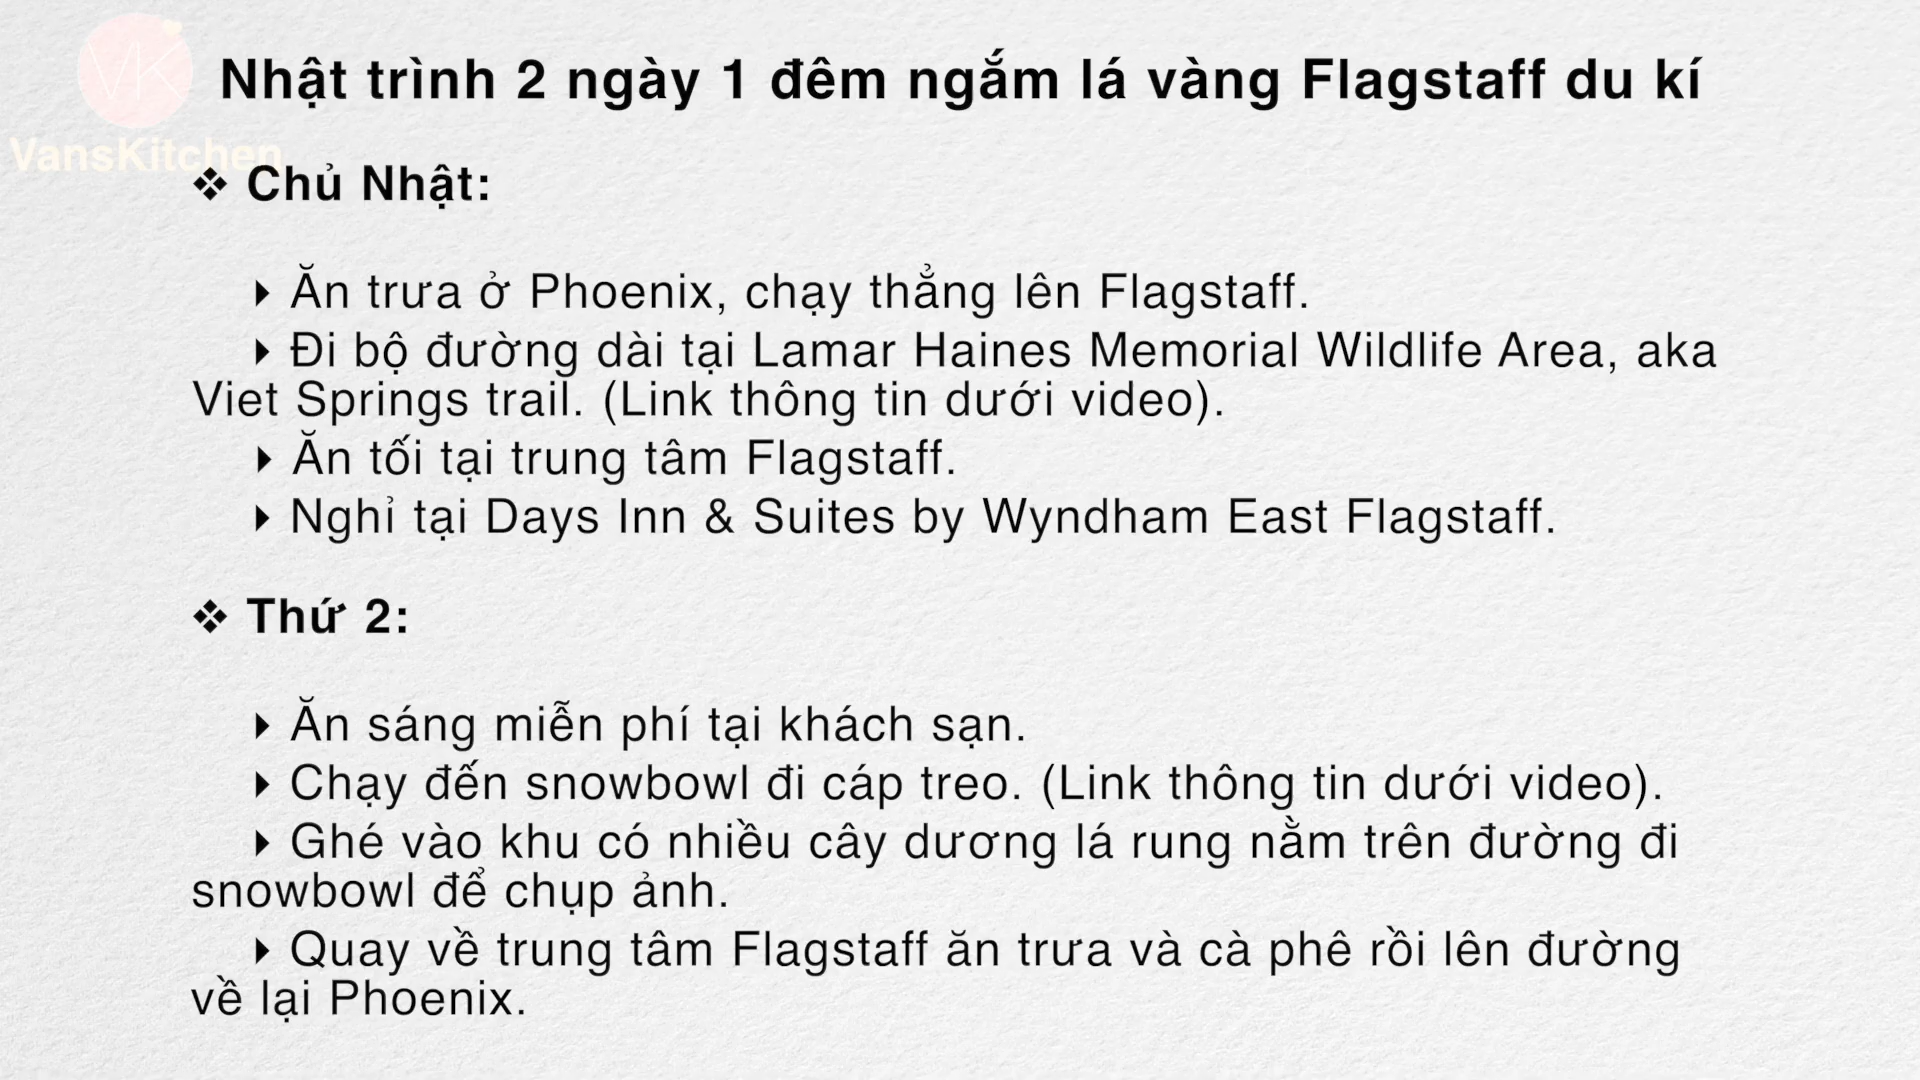 VK
VansKitchen
Nhật trình 2 ngày 1 đêm ngắm lá vàng Flagstaff du kí
❖ Chủ Nhật:
‣ Ăn trưa ở Phoenix, chạy thẳng lên Flagstaff.
‣ Đi bộ đường dài tại Lamar Haines Memorial Wildlife Area, aka
Viet Springs trail. (Link thông tin dưới video).
‣ Ăn tối tại trung tâm Flagstaff.
‣ Nghỉ tại Days Inn & Suites by Wyndham East Flagstaff.
❖ Thứ 2:
‣ Ăn sáng miễn phí tại khách sạn.
‣ Chạy đến snowbowl đi cáp treo. (Link thông tin dưới video).
‣ Ghé vào khu có nhiều cây dương lá rung nằm trên đường đi
snowbowl để chụp ảnh.
‣ Quay về trung tâm Flagstaff ăn trưa và cà phê rồi lên đường
về lại Phoenix.